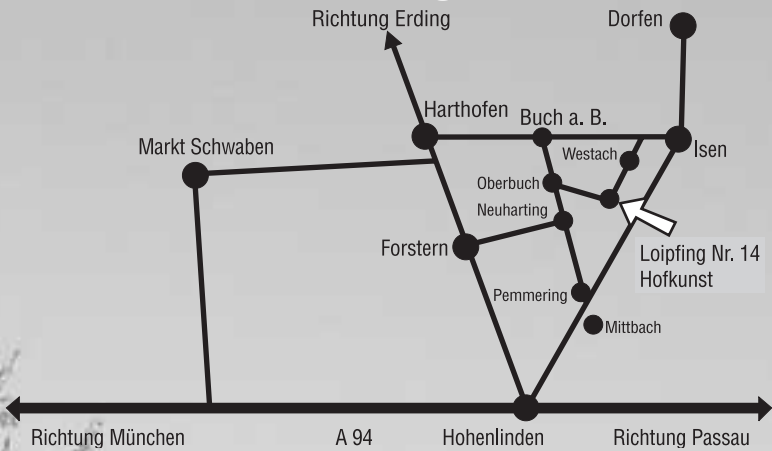 Richtung Erding
Dorfen
Harthofen
Buch a. B.
Markt Schwaben
Westach
Isen
Oberbuch
Neuharting
Forstern
Loipfing Nr. 14
Hofkunst
Pemmering
Mittbach
Richtung München
A 94
Hohenlinden
Richtung Passau